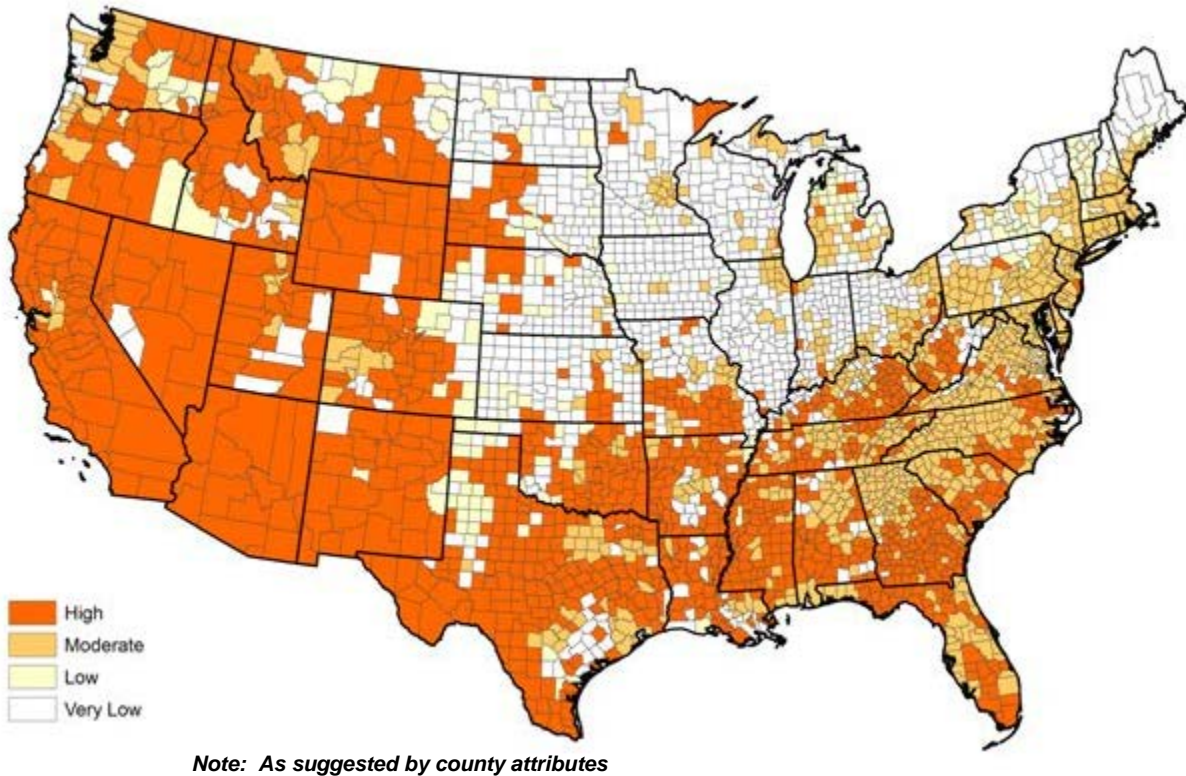 High
Moderate
Low
Very Low
Note: As suggested by county attributes